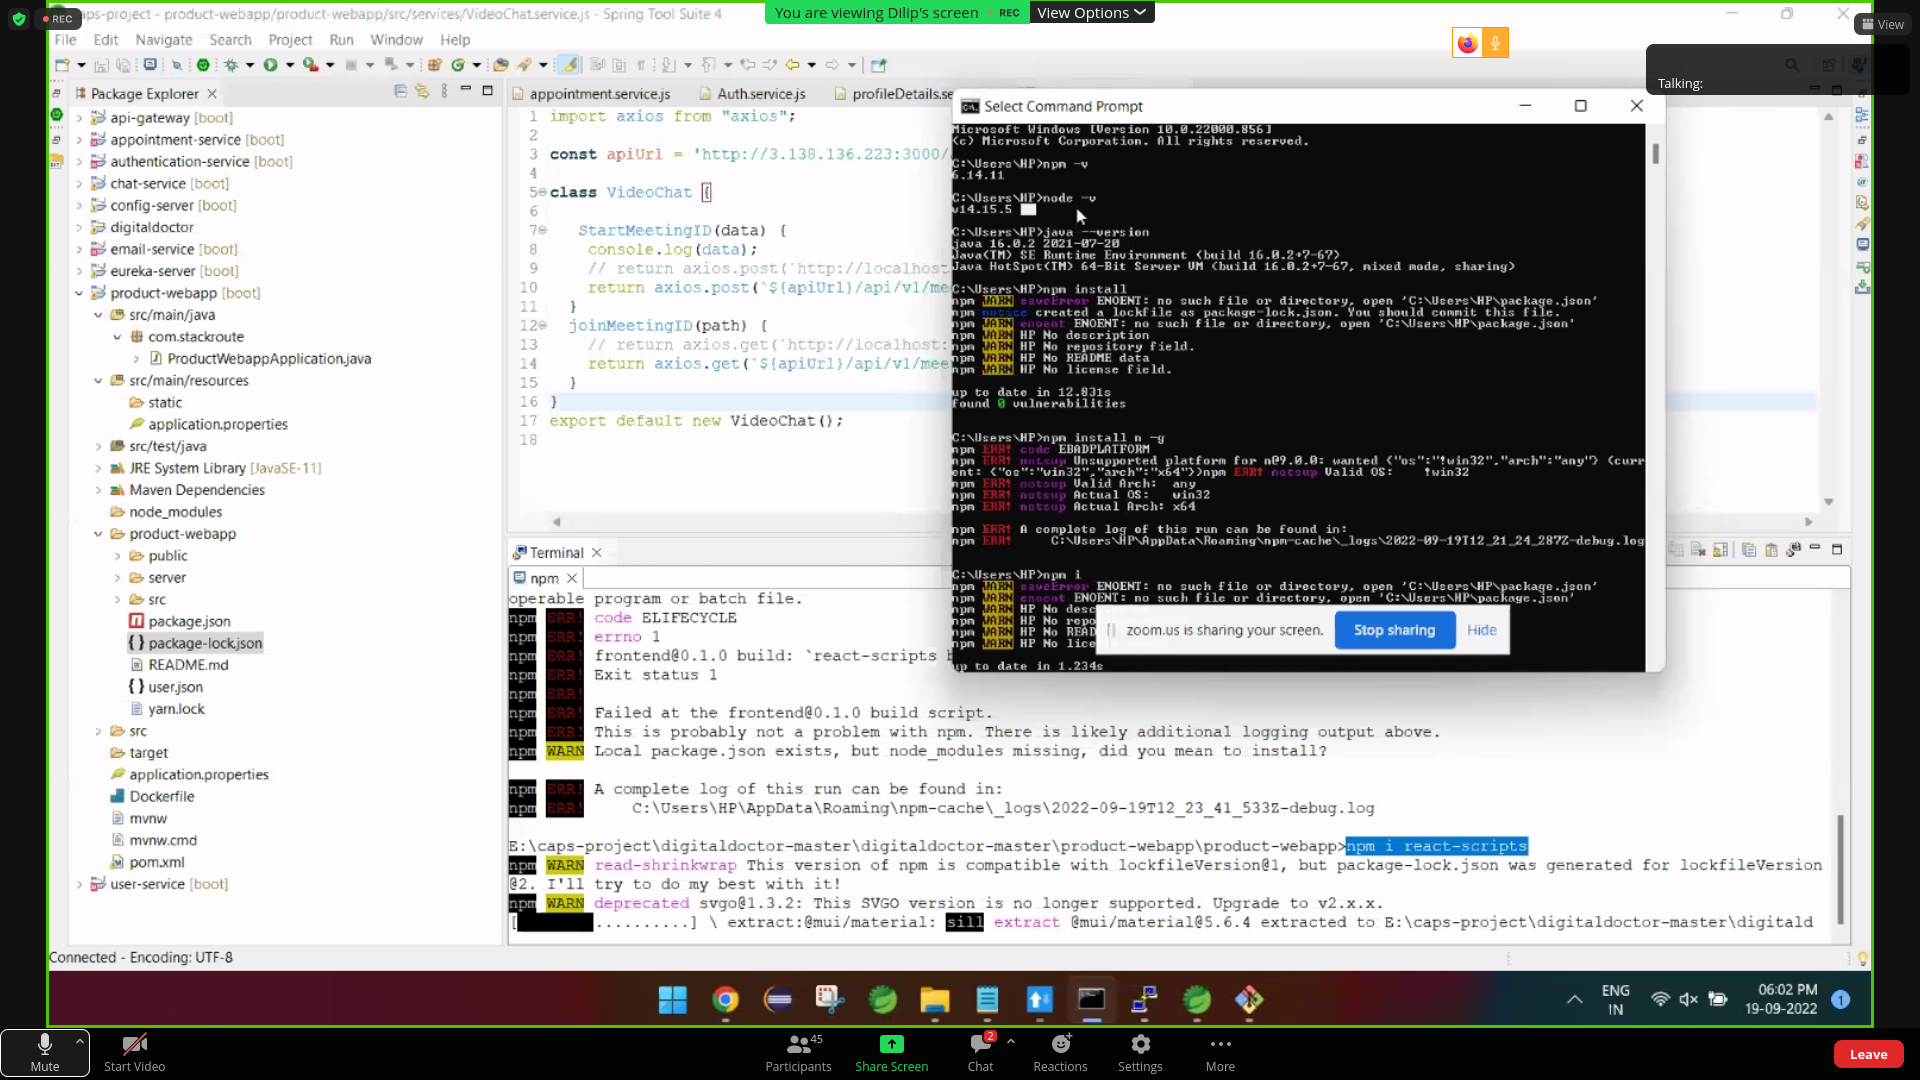 REC
caps-project - product-webapp/product-webapp/src/services/VideoChat.service.js - Spring Tool Suite 4
You are viewing Dilip's screen
REC
View Options
View
Talking:
File Edit Navigate Search Project Run Window Help
Package Explorer
api-gateway [boot]
appointment-service [boot]
authentication-service [boot]
chat-service [boot]
config-server [boot]
digitaldoctor
email-service [boot]
eureka-server [boot]
product-webapp [boot]
src/main/java
com.stackroute
ProductWebappApplication.java
src/main/resources
static
application.properties
src/test/java
JRE System Library [JavaSE-11]
Maven Dependencies
node_modules
product-webapp
public
server
src
package.json
package-lock.json
README.md
user.json
yarn.lock
src
target
application.properties
Dockerfile
mvnw
mvnw.cmd
pom.xml
user-service [boot]
appointment.service.js
Auth.service.js
profileDetails.se
1 import axios from "axios";
2
3 const apiUrl = 'http://3.138.136.223:3000/
4
5 class VideoChat {
6
7 StartMeetingID(data) {
8 console.log(data);
9 // return axios.post(`http://localhost
10 return axios.post(`${apiUrl}/api/v1/me
11 }
12 joinMeetingID(path) {
13 // return axios.get(`http://localhost:
14 return axios.get(`${apiUrl}/api/v1/mee
15 }
16 }
17 export default new VideoChat();
18
Select Command Prompt
Microsoft Windows [Version 10.0.22000.856]
(c) Microsoft Corporation. All rights reserved.
C:\Users\HP>npm -v
6.14.11
C:\Users\HP>node -v
v14.15.5
C:\Users\HP>java --version
java 16.0.2 2021-07-20
Java(TM) SE Runtime Environment (build 16.0.2+7-67)
Java HotSpot(TM) 64-Bit Server VM (build 16.0.2+7-67, mixed mode, sharing)
C:\Users\HP>npm install
npm WARN saveError ENOENT: no such file or directory, open 'C:\Users\HP\package.json'
npm notice created a lockfile as package-lock.json. You should commit this file.
npm WARN enoent ENOENT: no such file or directory, open 'C:\Users\HP\package.json'
npm WARN HP No description
npm WARN HP No repository field.
npm WARN HP No README data
npm WARN HP No license field.
up to date in 12.831s
found 0 vulnerabilities
C:\Users\HP>npm install n -g
npm ERR! code EBADPLATFORM
npm ERR! notsup Unsupported platform for n@9.0.0: wanted {"os":"!win32","arch":"any"} (curr
ent: {"os":"win32","arch":"x64"})npm ERR! notsup Valid OS: !win32
npm ERR! notsup Valid Arch: any
npm ERR! notsup Actual OS: win32
npm ERR! notsup Actual Arch: x64
npm ERR! A complete log of this run can be found in:
npm ERR! C:\Users\HP\AppData\Roaming\npm-cache\_logs\2022-09-19T12_21_24_287Z-debug.log
C:\Users\HP>npm i
npm WARN saveError ENOENT: no such file or directory, open 'C:\Users\HP\package.json'
npm WARN enoent ENOENT: no such file or directory, open 'C:\Users\HP\package.json'
npm WARN HP No desc
npm WARN HP No repo
npm WARN HP No READ
npm WARN HP No lice
up to date in 1.234s
zoom.us is sharing your screen.
Stop sharing
Hide
Terminal
npm
operable program or batch file.
npm ERR! code ELIFECYCLE
npm ERR! errno 1
npm ERR! frontend@0.1.0 build: `react-scripts b
npm ERR! Exit status 1
npm ERR!
npm ERR! Failed at the frontend@0.1.0 build script.
npm ERR! This is probably not a problem with npm. There is likely additional logging output above.
npm WARN Local package.json exists, but node_modules missing, did you mean to install?
npm ERR! A complete log of this run can be found in:
npm ERR! C:\Users\HP\AppData\Roaming\npm-cache\_logs\2022-09-19T12_23_41_533Z-debug.log
E:\caps-project\digitaldoctor-master\digitaldoctor-master\product-webapp\product-webapp>npm i react-scripts
npm WARN read-shrinkwrap This version of npm is compatible with lockfileVersion@1, but package-lock.json was generated for lockfileVersion
@2. I'll try to do my best with it!
npm WARN deprecated svgo@1.3.2: This SVGO version is no longer supported. Upgrade to v2.x.x.
[ ..........] \ extract:@mui/material: sill extract @mui/material@5.6.4 extracted to E:\caps-project\digitaldoctor-master\digitald
Connected - Encoding: UTF-8
ENG
IN
06:02 PM
19-09-2022
1
Mute
Start Video
Participants
45
Share Screen
Chat
2
Reactions
Settings
More
Leave